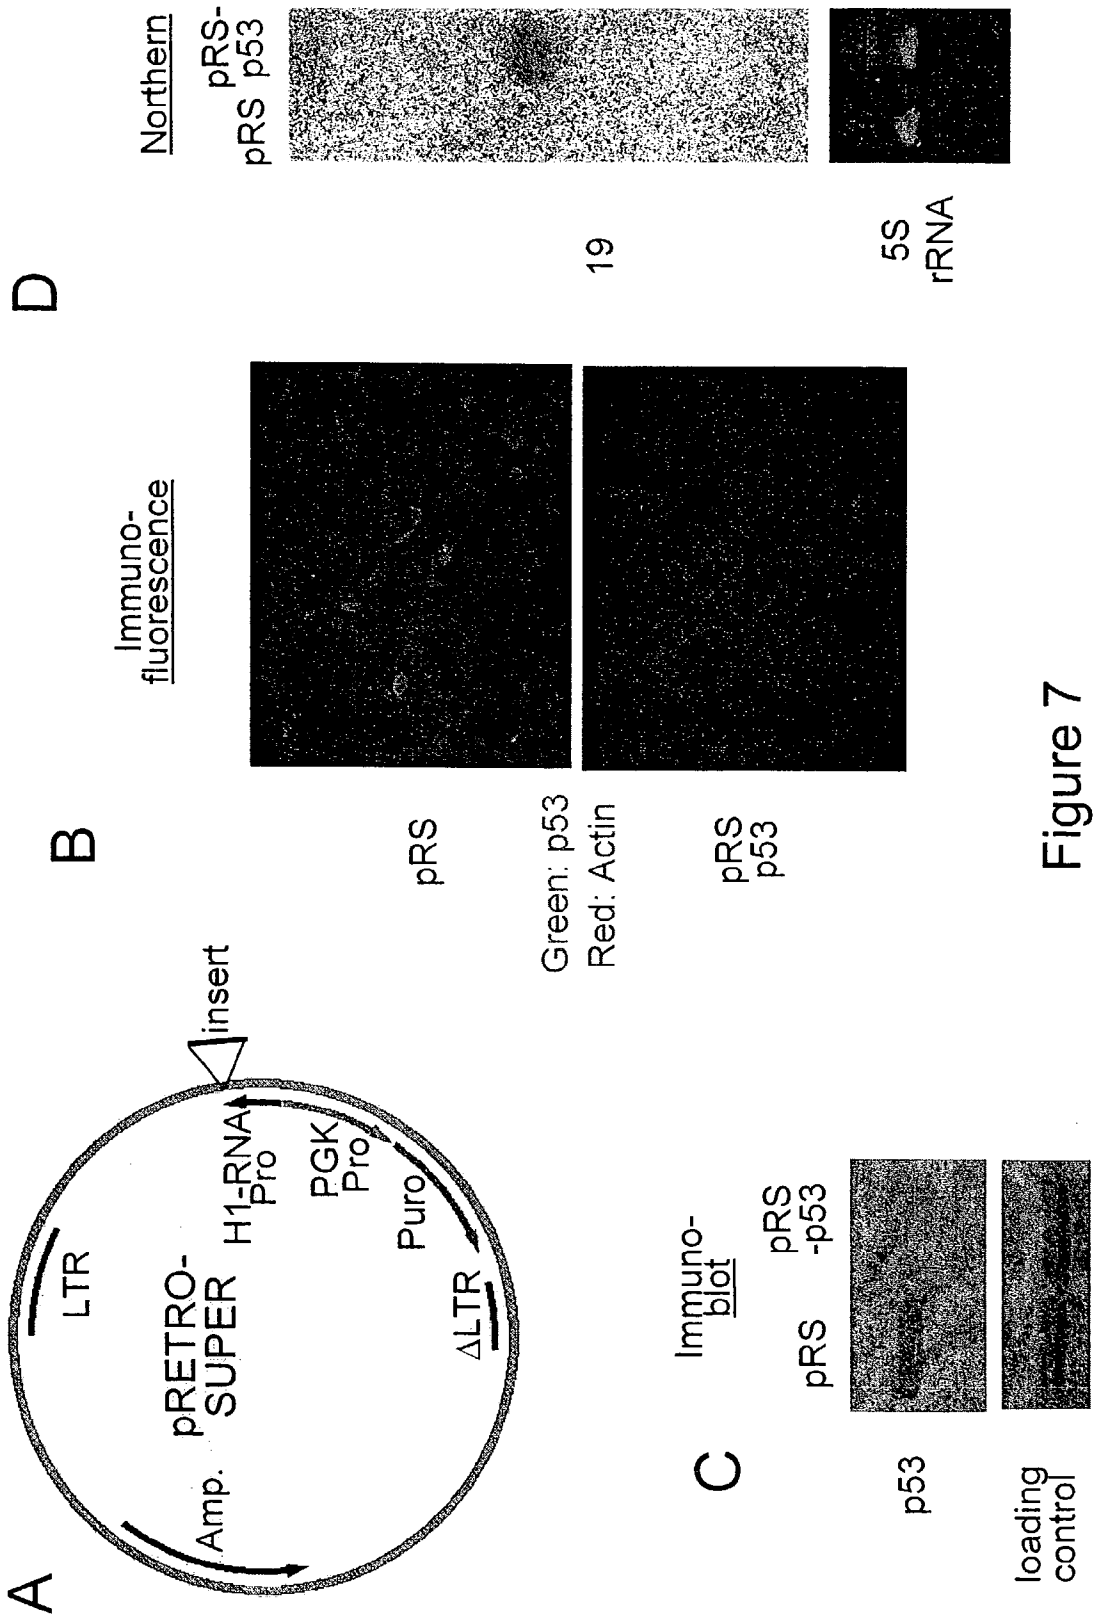 A
LTR
pRETRO-
SUPER
Amp.
insert
H1-RNA
Pro
PGK
Pro
Puro
ΔLTR
B
Immuno-
fluorescence
pRS
Green: p53
Red: Actin
pRS
p53
C
Immuno-
blot
pRS
pRS
-p53
p53
loading
control
D
Northern
pRS
pRS-
p53
19
5S
rRNA
Figure 7